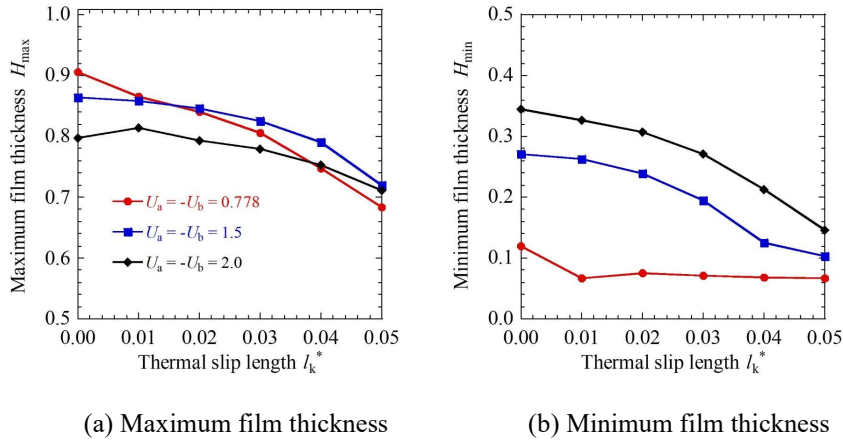 (a)
(b)
Maximum film thickness H_max
1.0
0.9
0.8
0.7
0.6
0.5
U_a = -U_b = 0.778
U_a = -U_b = 1.5
U_a = -U_b = 2.0
0.00 0.01 0.02 0.03 0.04 0.05
Thermal slip length l_k*
Minimum film thickness H_min
0.5
0.4
0.3
0.2
0.1
0.0
0.00 0.01 0.02 0.03 0.04 0.05
Thermal slip length l_k*
(a) Maximum film thickness
(b) Minimum film thickness